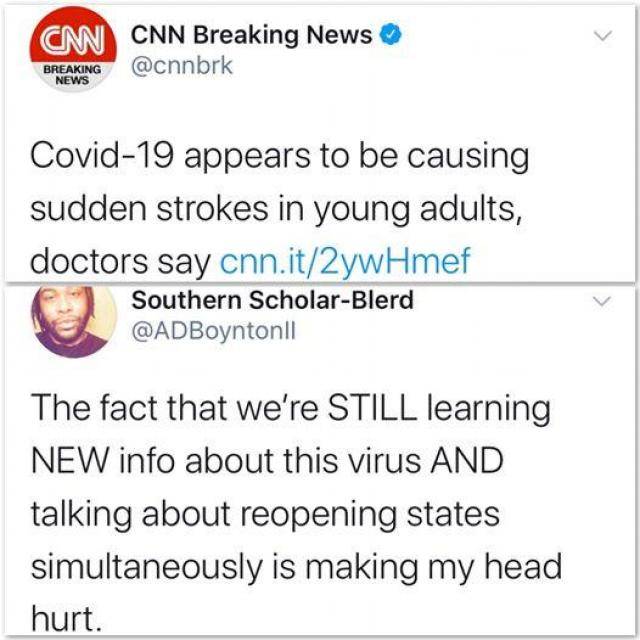 CNN
BREAKING
NEWS
CNN Breaking News
@cnnbrk
Covid-19 appears to be causing
sudden strokes in young adults,
doctors say cnn.it/2ywHmef
Southern Scholar-Blerd
@ADBoyntonII
The fact that we're STILL learning
NEW info about this virus AND
talking about reopening states
simultaneously is making my head
hurt.